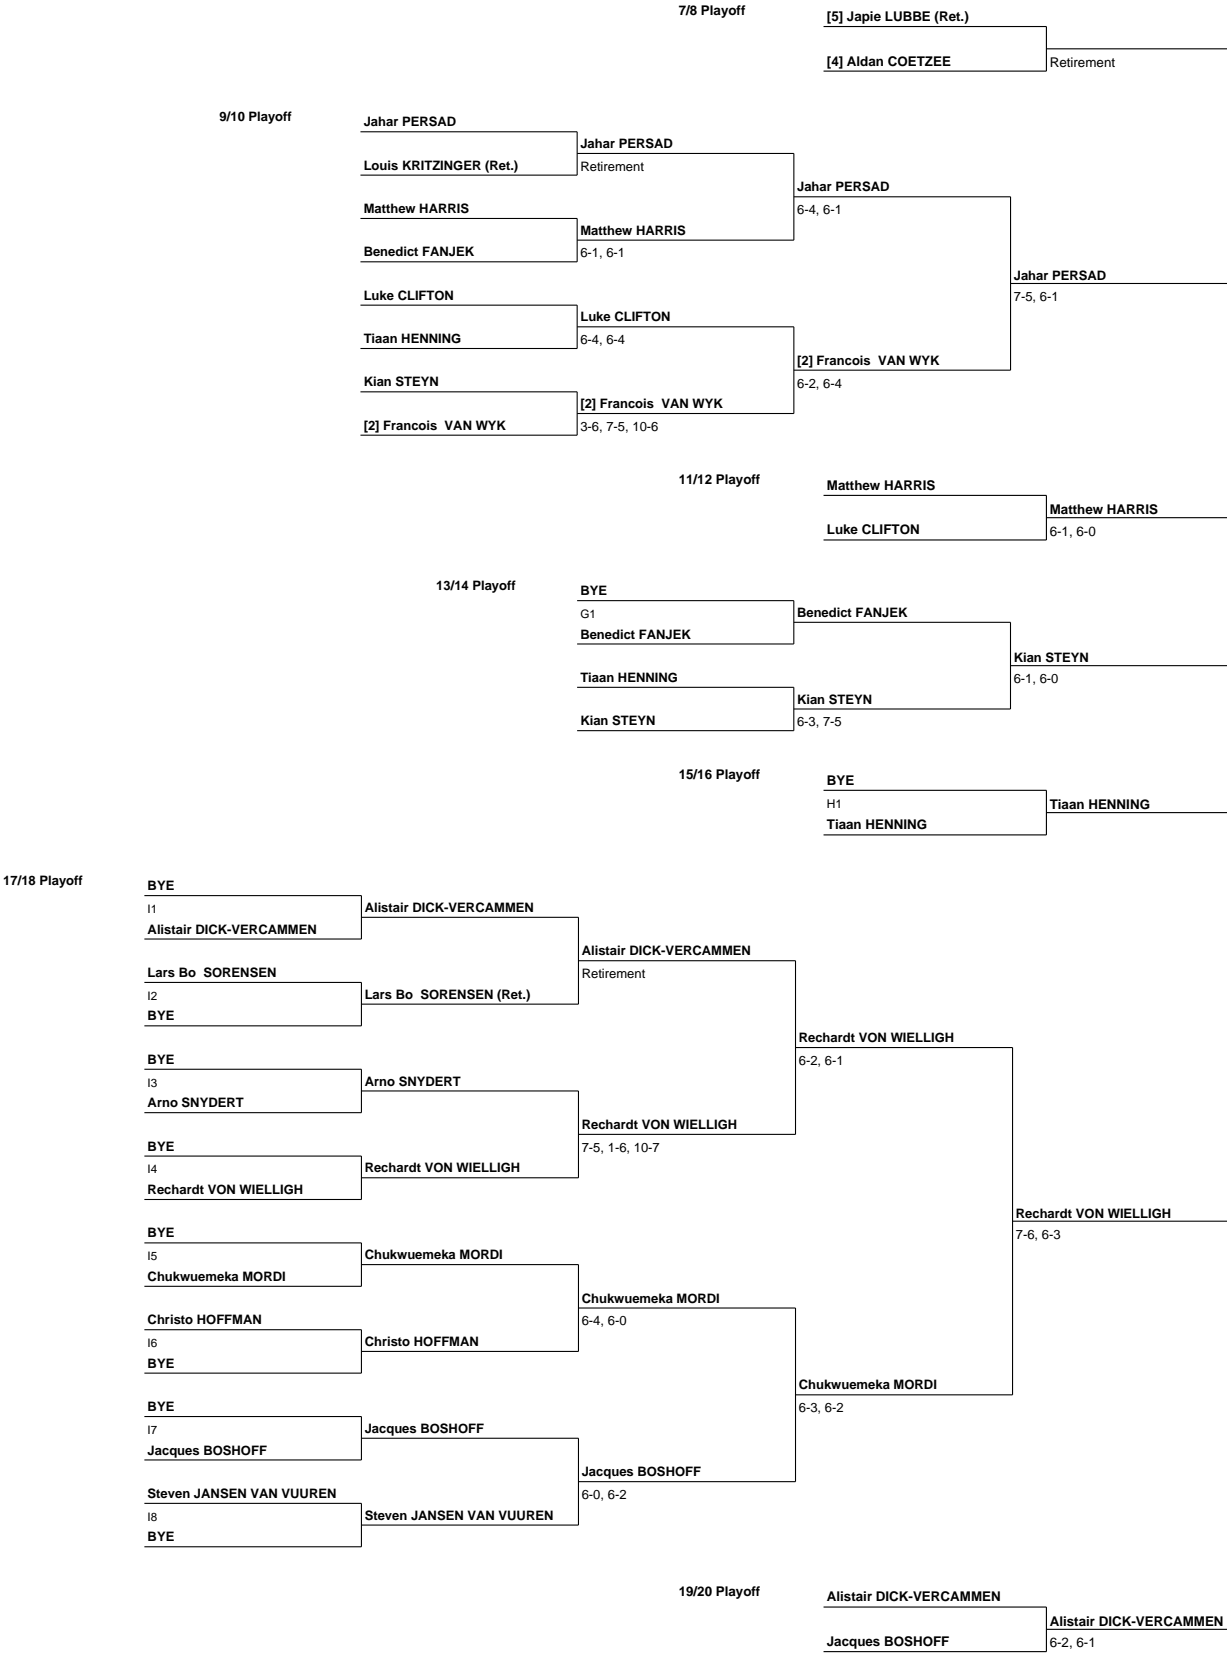 7/8 Playoff
[5] Japie LUBBE (Ret.)
[4] Aldan COETZEE
Retirement
9/10 Playoff
Jahar PERSAD
Jahar PERSAD
Louis KRITZINGER (Ret.)
Retirement
Jahar PERSAD
Matthew HARRIS
6-4, 6-1
Matthew HARRIS
Benedict FANJEK
6-1, 6-1
Jahar PERSAD
Luke CLIFTON
7-5, 6-1
Luke CLIFTON
Tiaan HENNING
6-4, 6-4
[2] Francois  VAN WYK
Kian STEYN
6-2, 6-4
[2] Francois  VAN WYK
[2] Francois  VAN WYK
3-6, 7-5, 10-6
11/12 Playoff
Matthew HARRIS
Matthew HARRIS
Luke CLIFTON
6-1, 6-0
13/14 Playoff
BYE
G1
Benedict FANJEK
Benedict FANJEK
Kian STEYN
Tiaan HENNING
6-1, 6-0
Kian STEYN
Kian STEYN
6-3, 7-5
15/16 Playoff
BYE
H1
Tiaan HENNING
Tiaan HENNING
17/18 Playoff
BYE
I1
Alistair DICK-VERCAMMEN
Alistair DICK-VERCAMMEN
Alistair DICK-VERCAMMEN
Lars Bo  SORENSEN
Retirement
I2
Lars Bo  SORENSEN (Ret.)
BYE
Rechardt VON WIELLIGH
BYE
6-2, 6-1
I3
Arno SNYDERT
Arno SNYDERT
Rechardt VON WIELLIGH
BYE
7-5, 1-6, 10-7
I4
Rechardt VON WIELLIGH
Rechardt VON WIELLIGH
Rechardt VON WIELLIGH
BYE
7-6, 6-3
I5
Chukwuemeka MORDI
Chukwuemeka MORDI
Chukwuemeka MORDI
Christo HOFFMAN
6-4, 6-0
I6
Christo HOFFMAN
BYE
Chukwuemeka MORDI
BYE
6-3, 6-2
I7
Jacques BOSHOFF
Jacques BOSHOFF
Jacques BOSHOFF
Steven JANSEN VAN VUUREN
6-0, 6-2
I8
Steven JANSEN VAN VUUREN
BYE
19/20 Playoff
Alistair DICK-VERCAMMEN
Alistair DICK-VERCAMMEN
Jacques BOSHOFF
6-2, 6-1